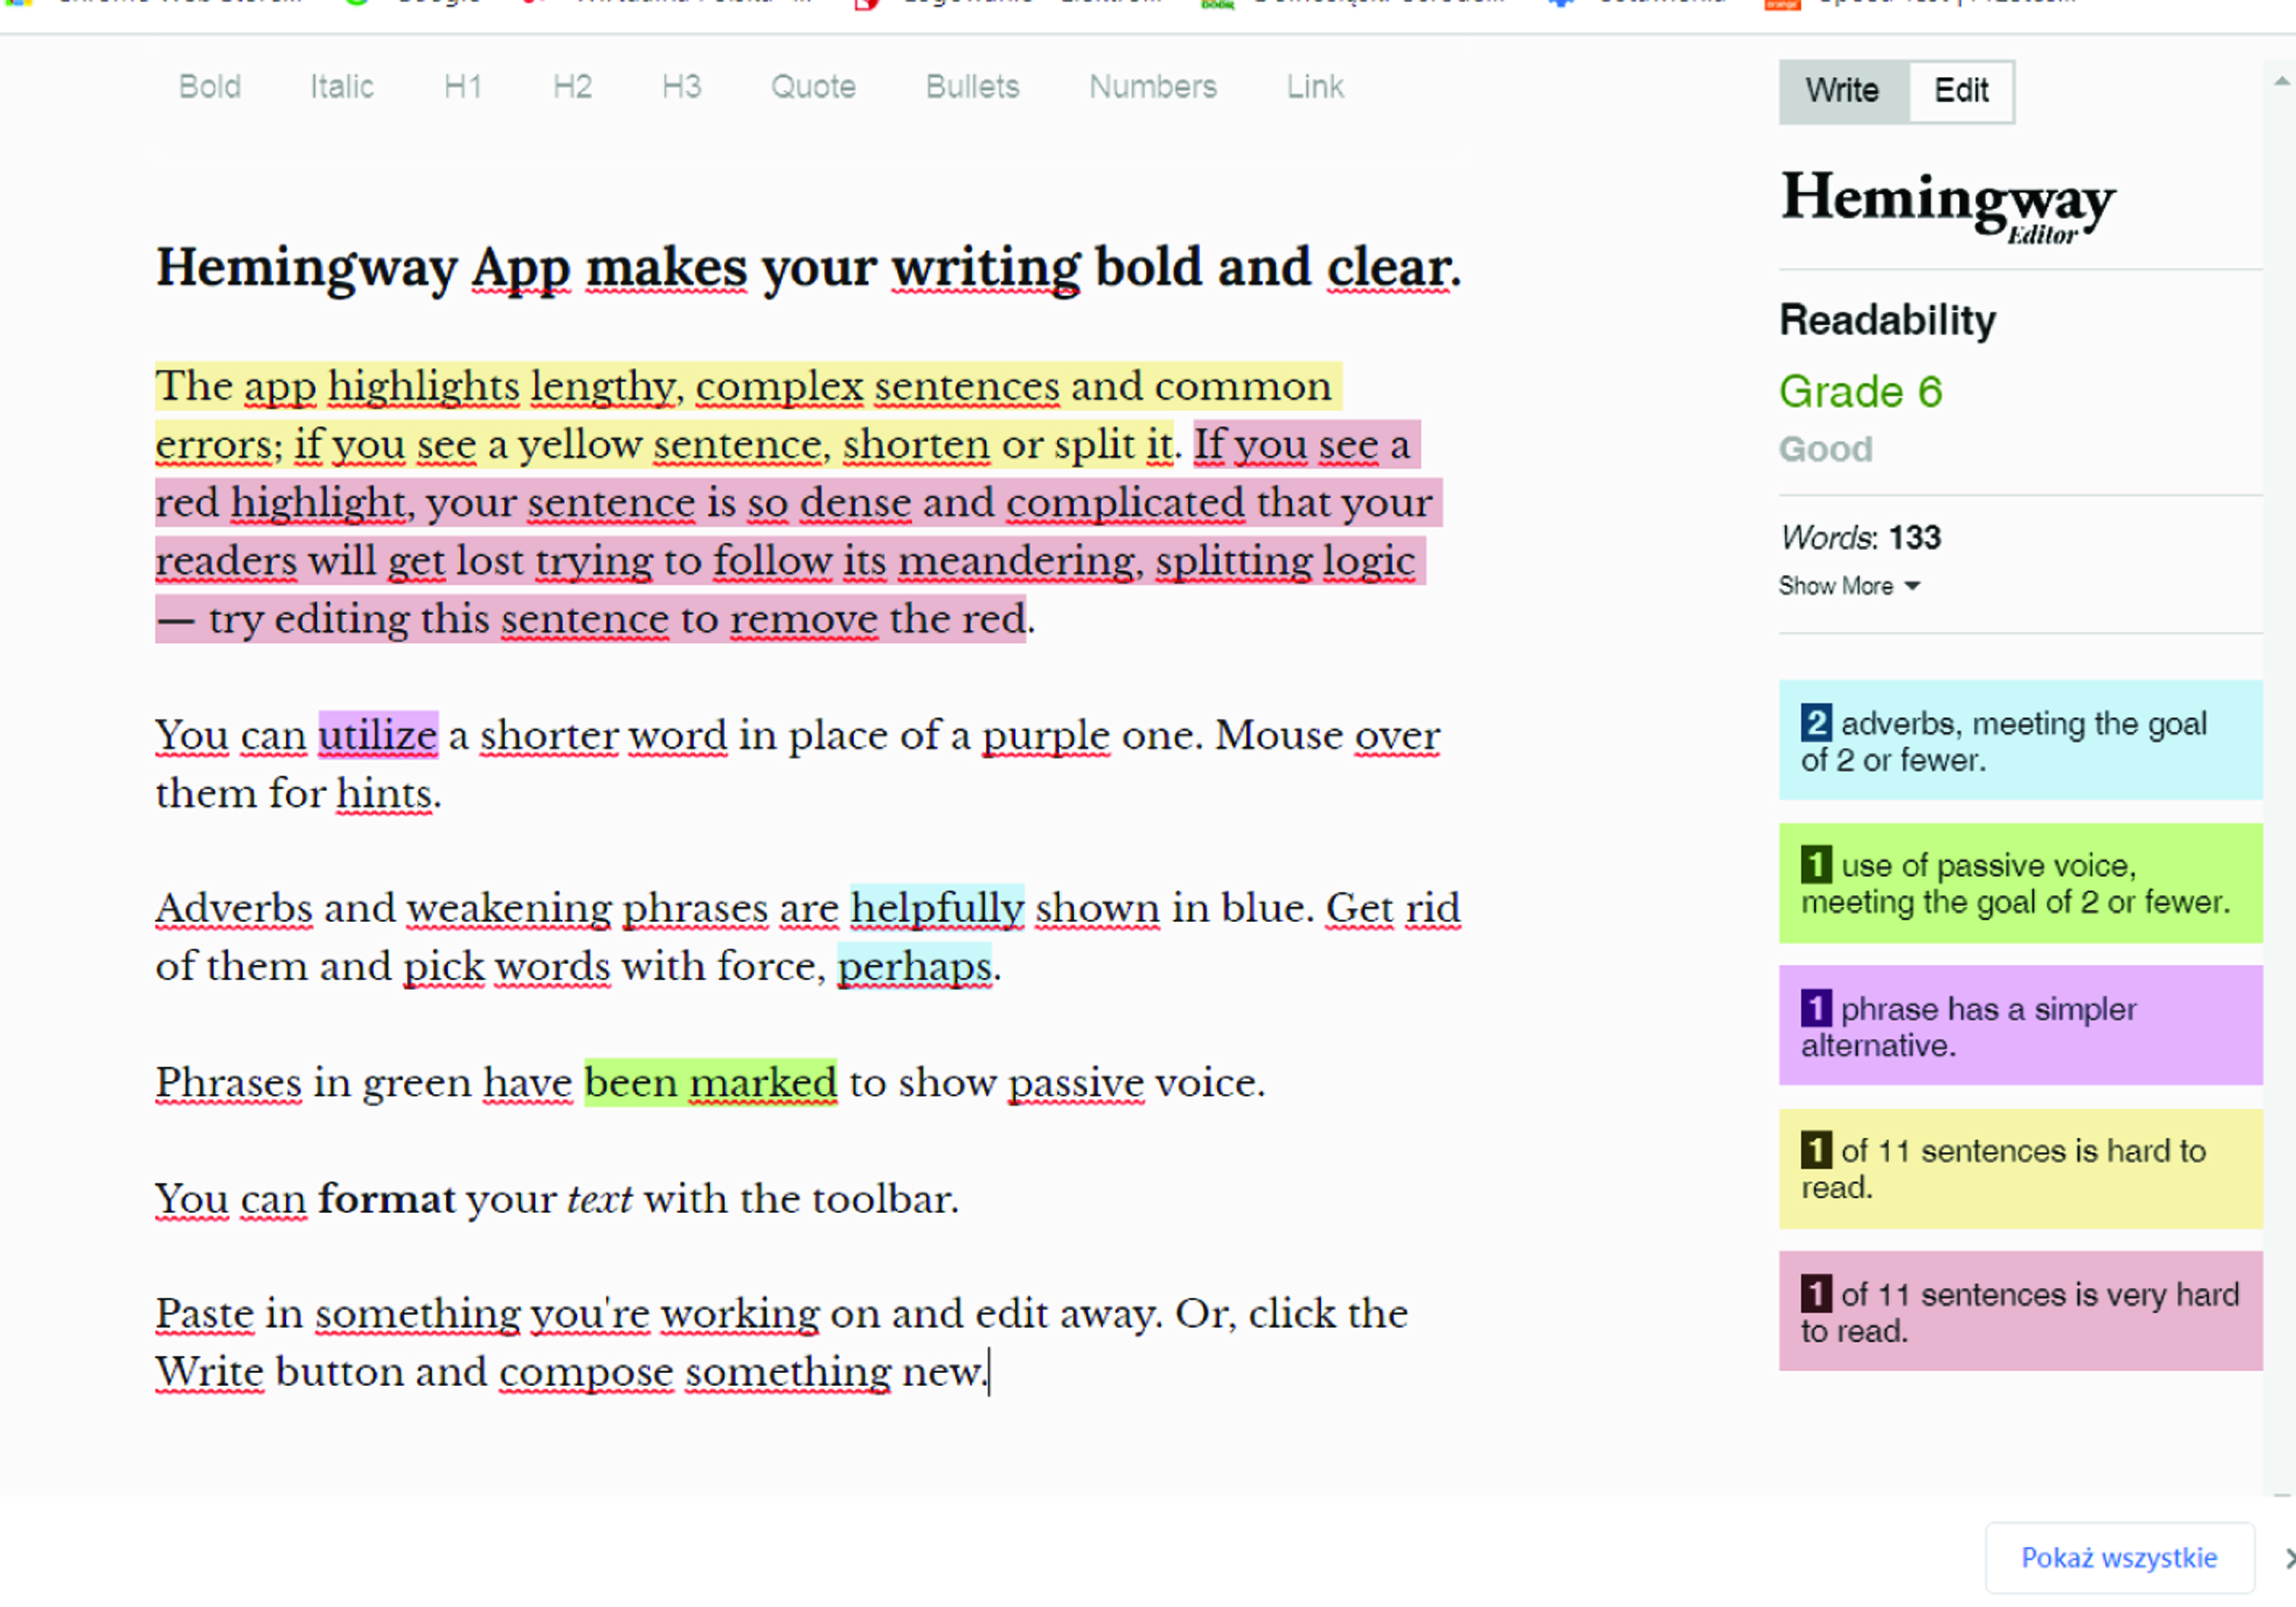 Bold Italic H1 H2 H3 Quote Bullets Numbers Link
Write Edit
Hemingway
Editor
Hemingway App makes your writing bold and clear.
The app highlights lengthy, complex sentences and common
errors; if you see a yellow sentence, shorten or split it. If you see a
red highlight, your sentence is so dense and complicated that your
readers will get lost trying to follow its meandering, splitting logic
— try editing this sentence to remove the red.
You can utilize a shorter word in place of a purple one. Mouse over
them for hints.
Adverbs and weakening phrases are helpfully shown in blue. Get rid
of them and pick words with force, perhaps.
Phrases in green have been marked to show passive voice.
You can format your text with the toolbar.
Paste in something you're working on and edit away. Or, click the
Write button and compose something new.
Readability
Grade 6
Good
Words: 133
Show More
2 adverbs, meeting the goal
of 2 or fewer.
1 use of passive voice,
meeting the goal of 2 or fewer.
1 phrase has a simpler
alternative.
1 of 11 sentences is hard to
read.
1 of 11 sentences is very hard
to read.
Pokaż wszystkie